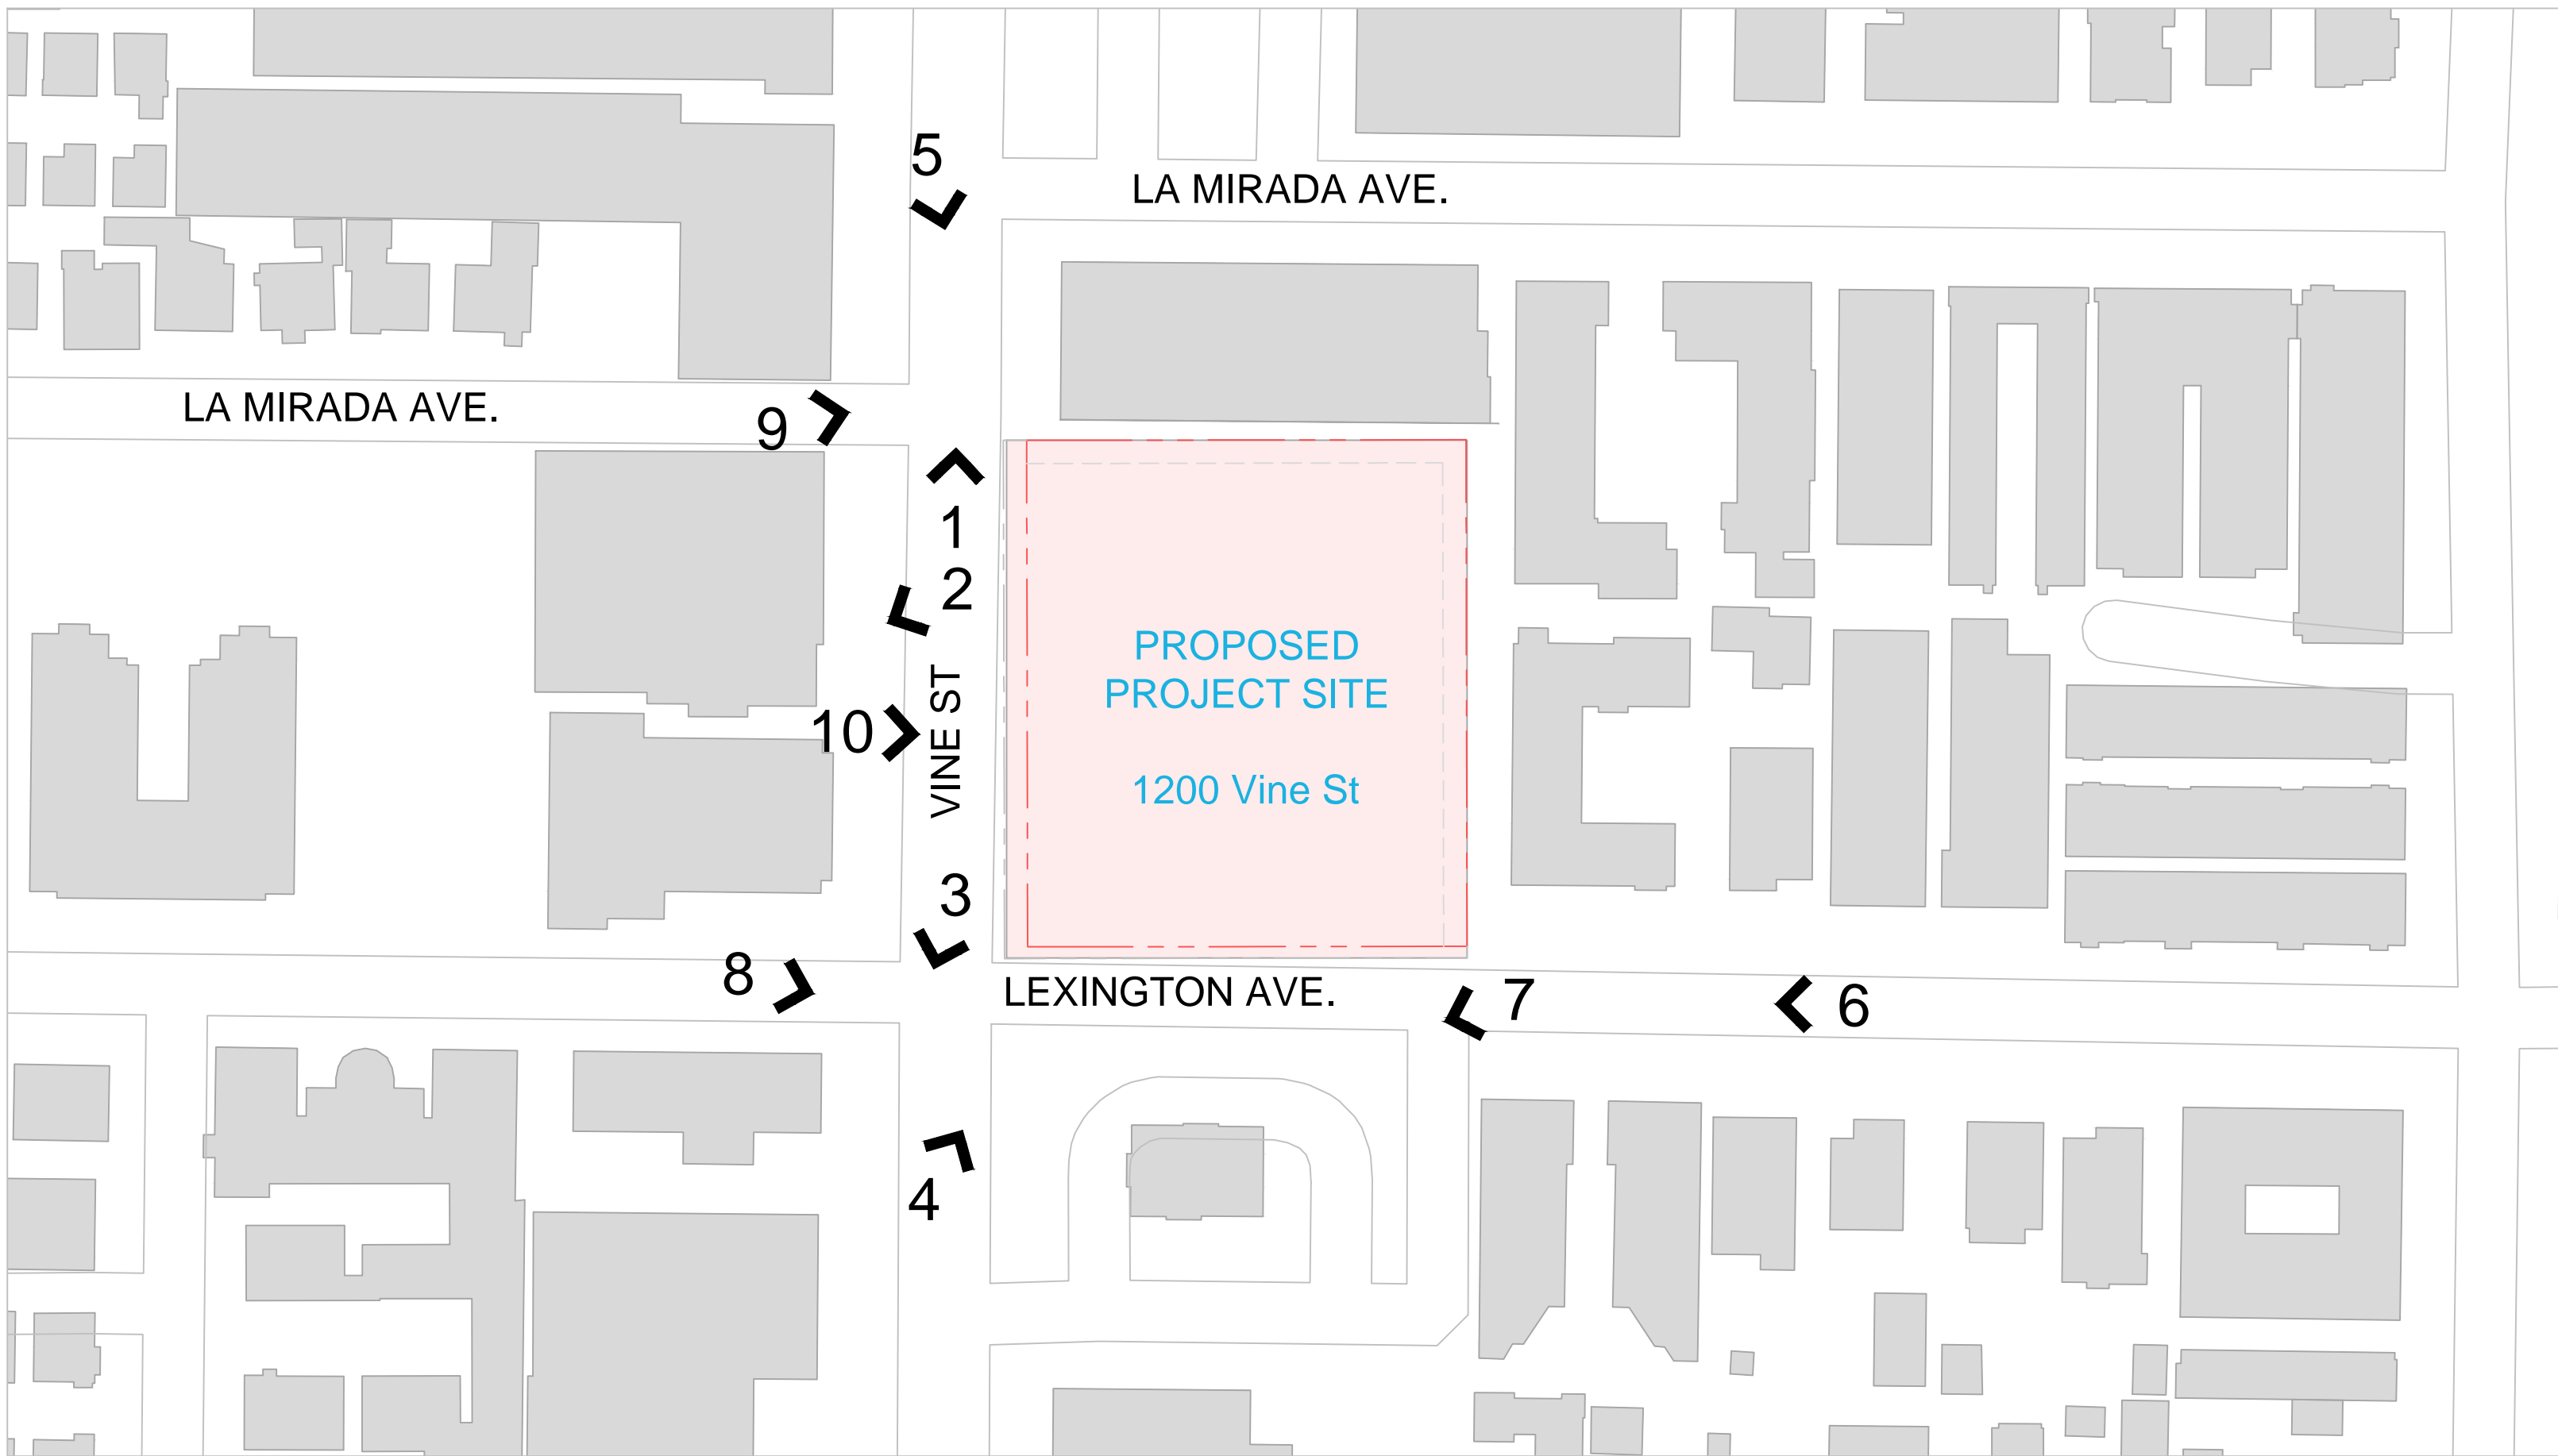 5
LA MIRADA AVE.
LA MIRADA AVE.
9
1
2
PROPOSED
PROJECT SITE
10
VINE ST
1200 Vine St
3
8
LEXINGTON AVE.
7
6
4